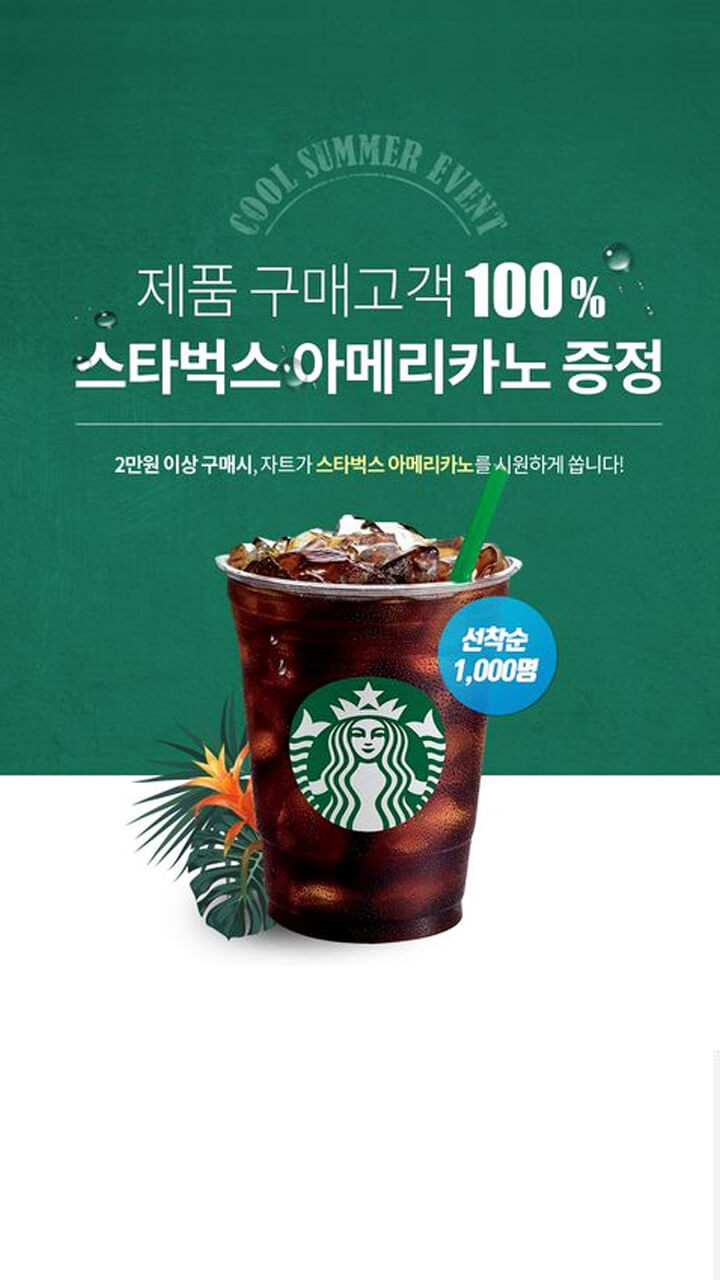 COOL SUMMER EVENT
제품 구매고객 100%
스타벅스 아메리카노 증정
2만원 이상 구매시, 자트가 스타벅스 아메리카노를 시원하게 쏩니다!
선착순
1,000명